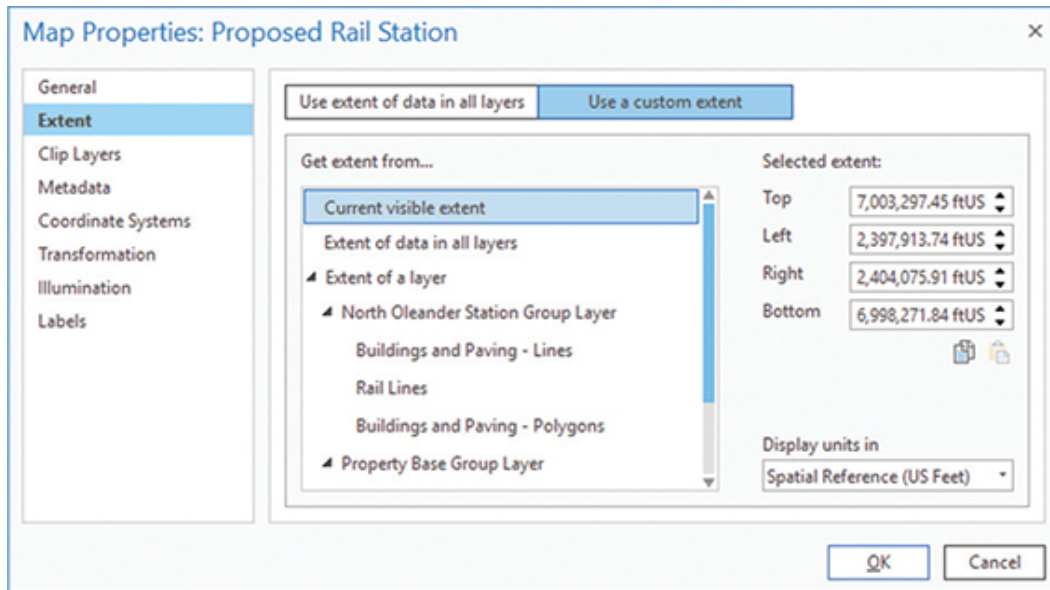 Map Properties: Proposed Rail Station
General
Extent
Clip Layers
Metadata
Coordinate Systems
Transformation
Illumination
Labels
Use extent of data in all layers
Use a custom extent
Get extent from...
Current visible extent
Extent of data in all layers
Extent of a layer
North Oleander Station Group Layer
Buildings and Paving - Lines
Rail Lines
Buildings and Paving - Polygons
Property Base Group Layer
Selected extent:
Top 7,003,297.45 ftUS
Left 2,397,913.74 ftUS
Right 2,404,075.91 ftUS
Bottom 6,998,271.84 ftUS
Display units in
Spatial Reference (US Feet)
OK Cancel